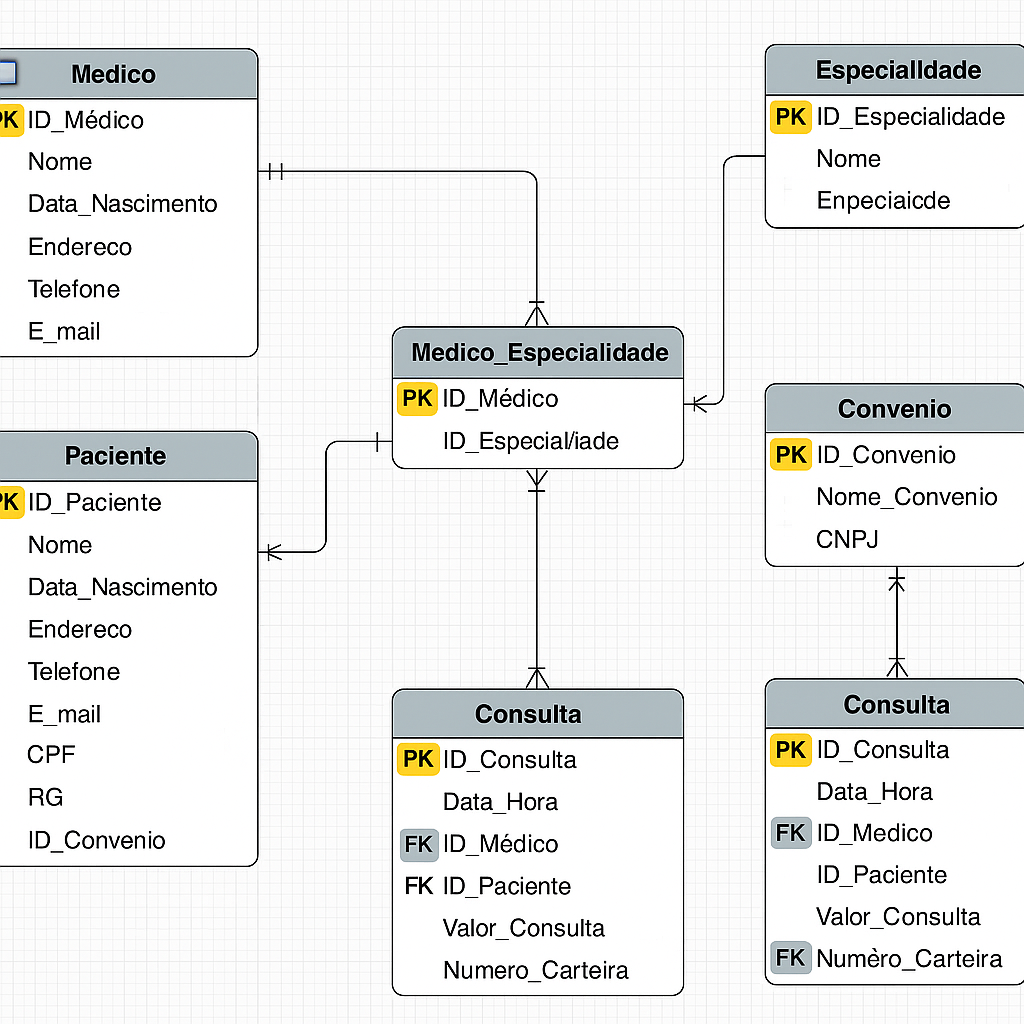 Medico
PK ID_Médico
Nome
Data_Nascimento
Endereco
Telefone
E_mail
Especialldade
PK ID_Especialidade
Nome
Enpeciaicde
Medico_Especialidade
PK ID_Médico
ID_Especial/iade
Convenio
PK ID_Convenio
Nome_Convenio
CNPJ
Paciente
PK ID_Paciente
Nome
Data_Nascimento
Endereco
Telefone
E_mail
CPF
RG
ID_Convenio
Consulta
PK ID_Consulta
Data_Hora
FK ID_Médico
FK ID_Paciente
Valor_Consulta
Numero_Carteira
Consulta
PK ID_Consulta
Data_Hora
FK ID_Medico
ID_Paciente
Valor_Consulta
FK Numèro_Carteira